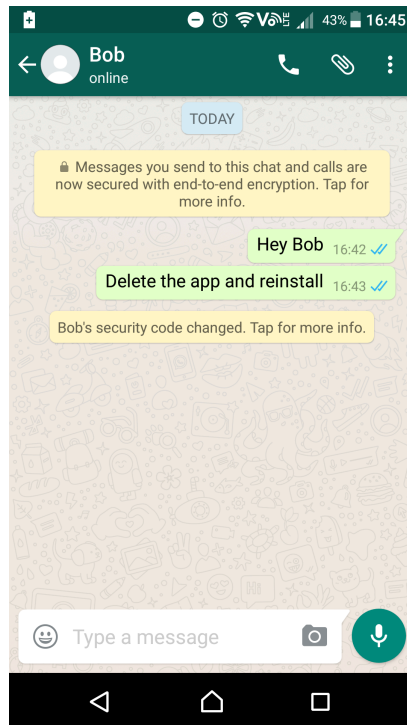 43% 16:45
Bob
online
TODAY
Messages you send to this chat and calls are
now secured with end-to-end encryption. Tap for
more info.
Hey Bob 16:42
Delete the app and reinstall 16:43
Bob's security code changed. Tap for more info.
Type a message